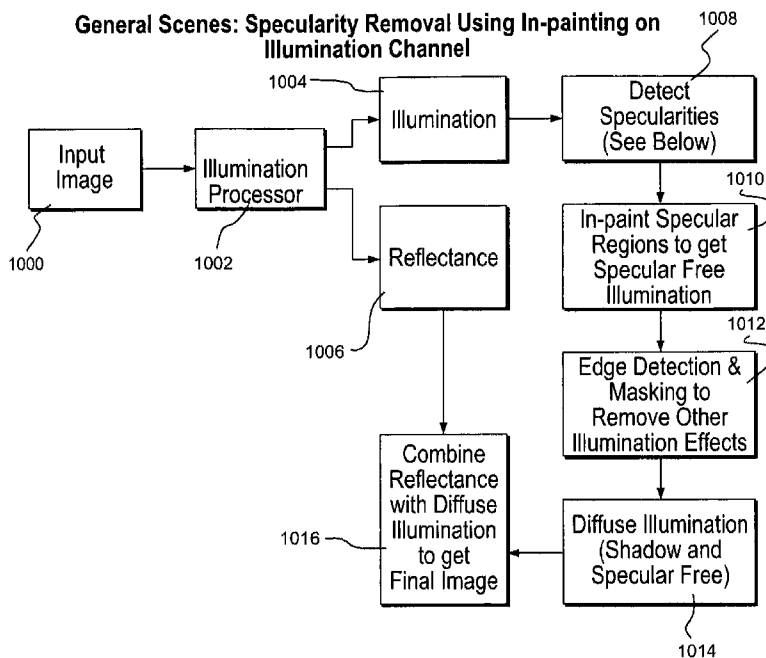 General Scenes: Specularity Removal Using In-painting on
Illumination Channel
1000
Input
Image
1002
Illumination
Processor
1004
Illumination
1006
Reflectance
1008
Detect
Specularities
(See Below)
1010
In-paint Specular
Regions to get
Specular Free
Illumination
1012
Edge Detection &
Masking to
Remove Other
Illumination Effects
1014
Diffuse Illumination
(Shadow and
Specular Free)
1016
Combine
Reflectance
with Diffuse
Illumination
to get
Final Image